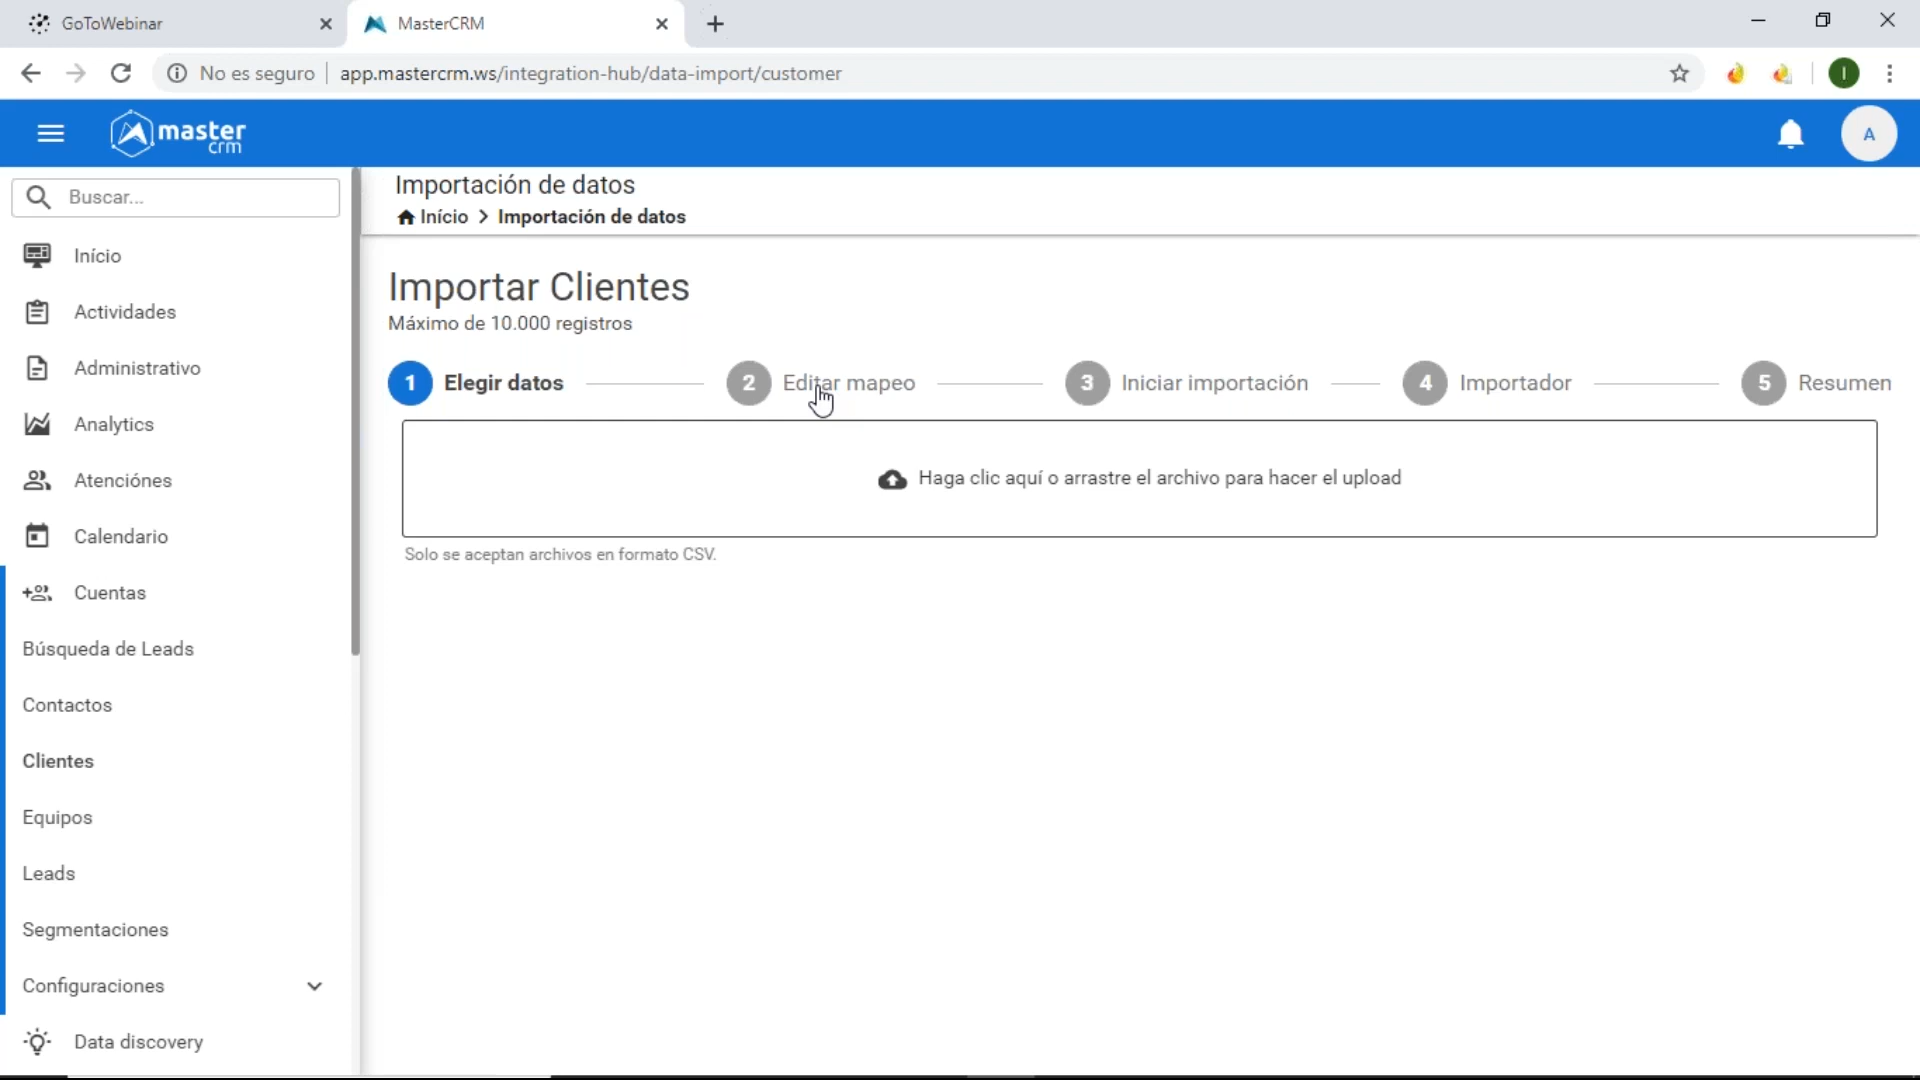 GoToWebinar
MasterCRM
No es seguro
app.mastercrm.ws/integration-hub/data-import/customer
I
master
crm
A
Buscar...
Importación de datos
Início > Importación de datos
Início
Actividades
Administrativo
Analytics
Atenciónes
Calendario
Cuentas
Búsqueda de Leads
Contactos
Clientes
Equipos
Leads
Segmentaciones
Configuraciones
Data discovery
Importar Clientes
Máximo de 10.000 registros
1 Elegir datos
2 Editar mapeo
3 Iniciar importación
4 Importador
5 Resumen
Haga clic aquí o arrastre el archivo para hacer el upload
Solo se aceptan archivos en formato CSV.